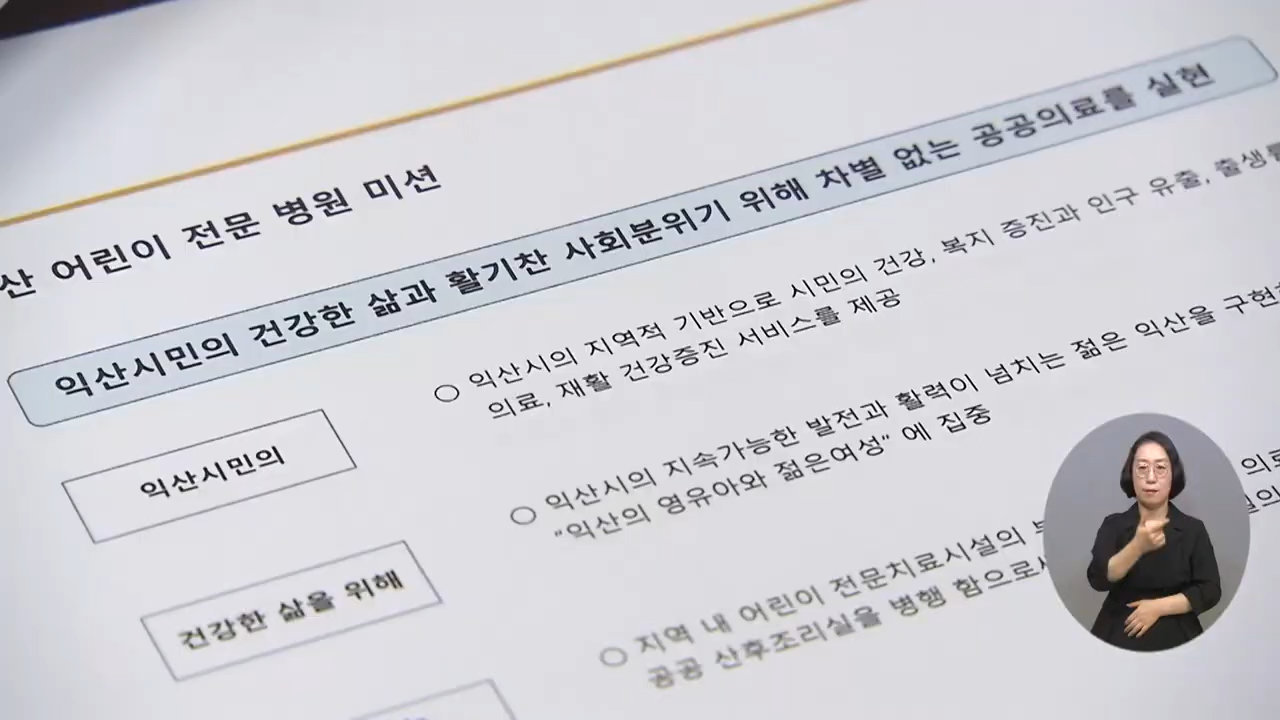 산 어린이 전문 병원 미션
익산시민의 건강한 삶과 활기찬 사회분위기 위해 차별 없는 공공의료를 실현
익산시민의
○ 익산시의 지역적 기반으로 시민의 건강, 복지 증진과 인구 유출, 출생률
의료, 재활 건강증진 서비스를 제공
건강한 삶을 위해
○ 익산시의 지속가능한 발전과 활력이 넘치는 젊은 익산을 구현
"익산의 영유아와 젊은여성" 에 집중
○ 지역 내 어린이 전문치료시설의 의료
공공 산후조리실을 병행 함으로써